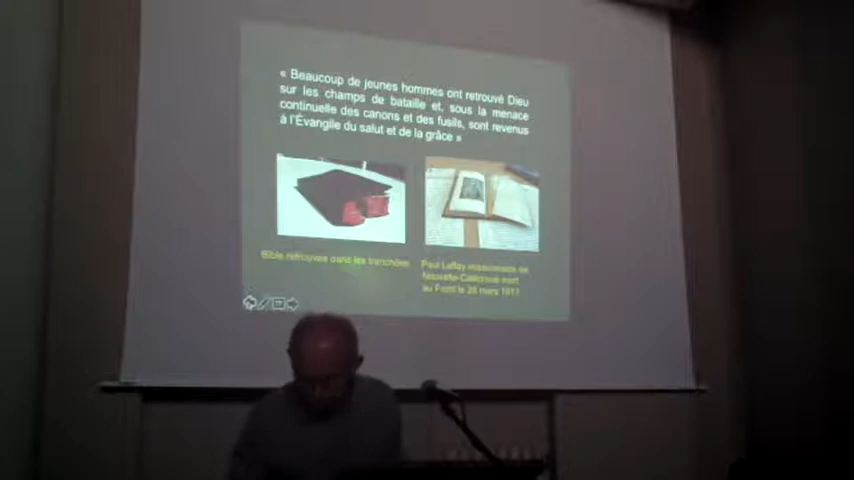 « Beaucoup de jeunes hommes ont retrouvé Dieu
sur les champs de bataille et, sous la menace
continuelle des canons et des fusils, sont revenus
à l'Évangile du salut et de la grâce »
Bible retrouvée dans les tranchées
Paul Laffay missionnaire en
Nouvelle-Calédonie mort
au Front le 28 mars 1917